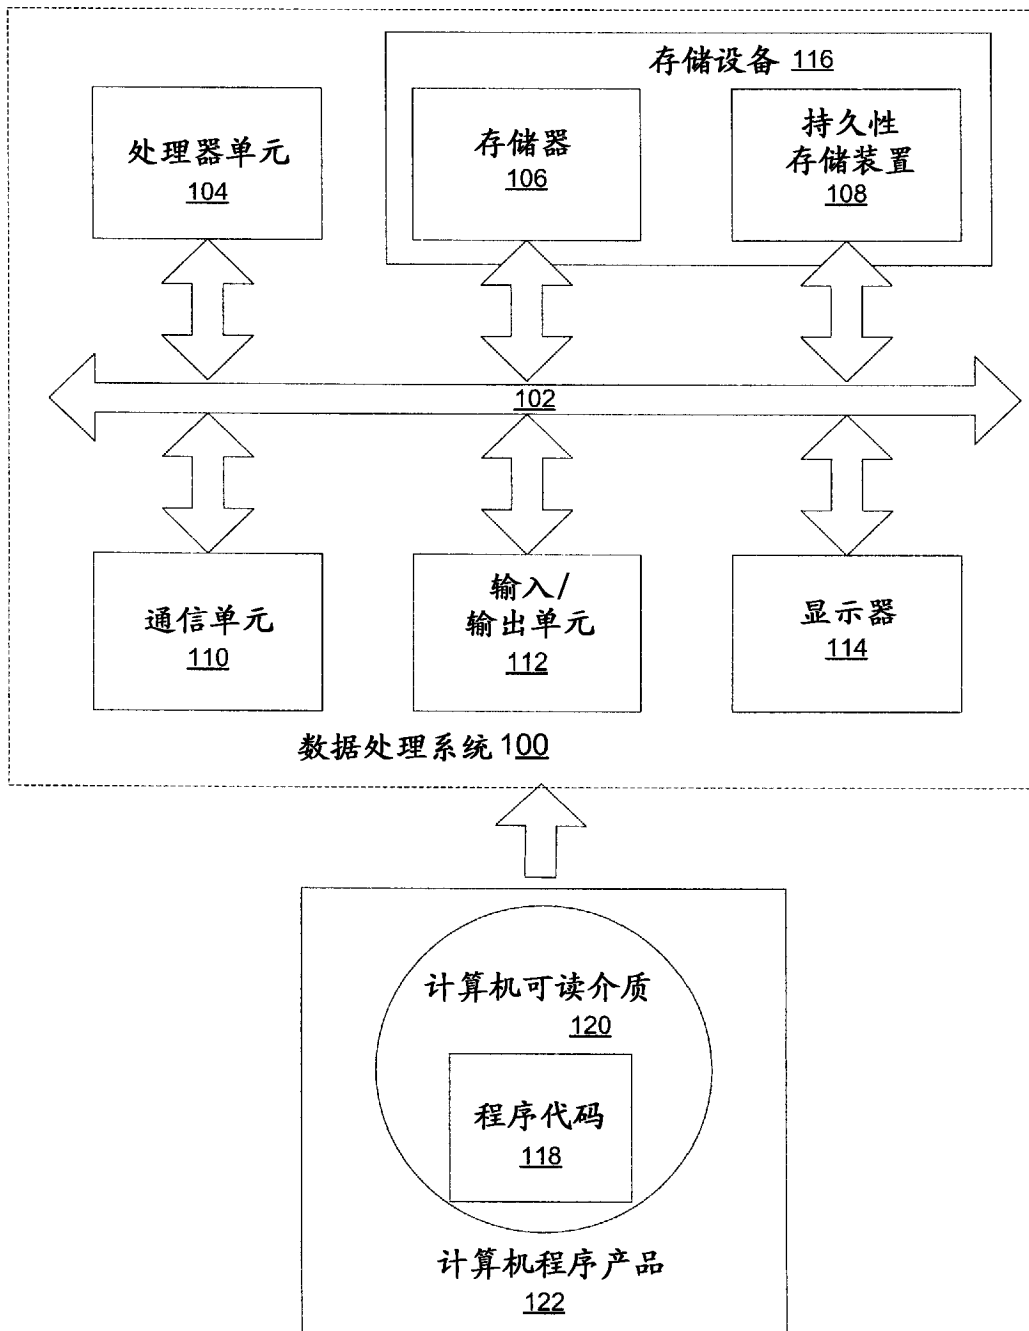 存储设备 116
处理器单元
104
存储器
106
持久性
存储装置
108
102
通信单元
110
输入/
输出单元
112
显示器
114
数据处理系统 100
计算机可读介质
120
程序代码
118
计算机程序产品
122